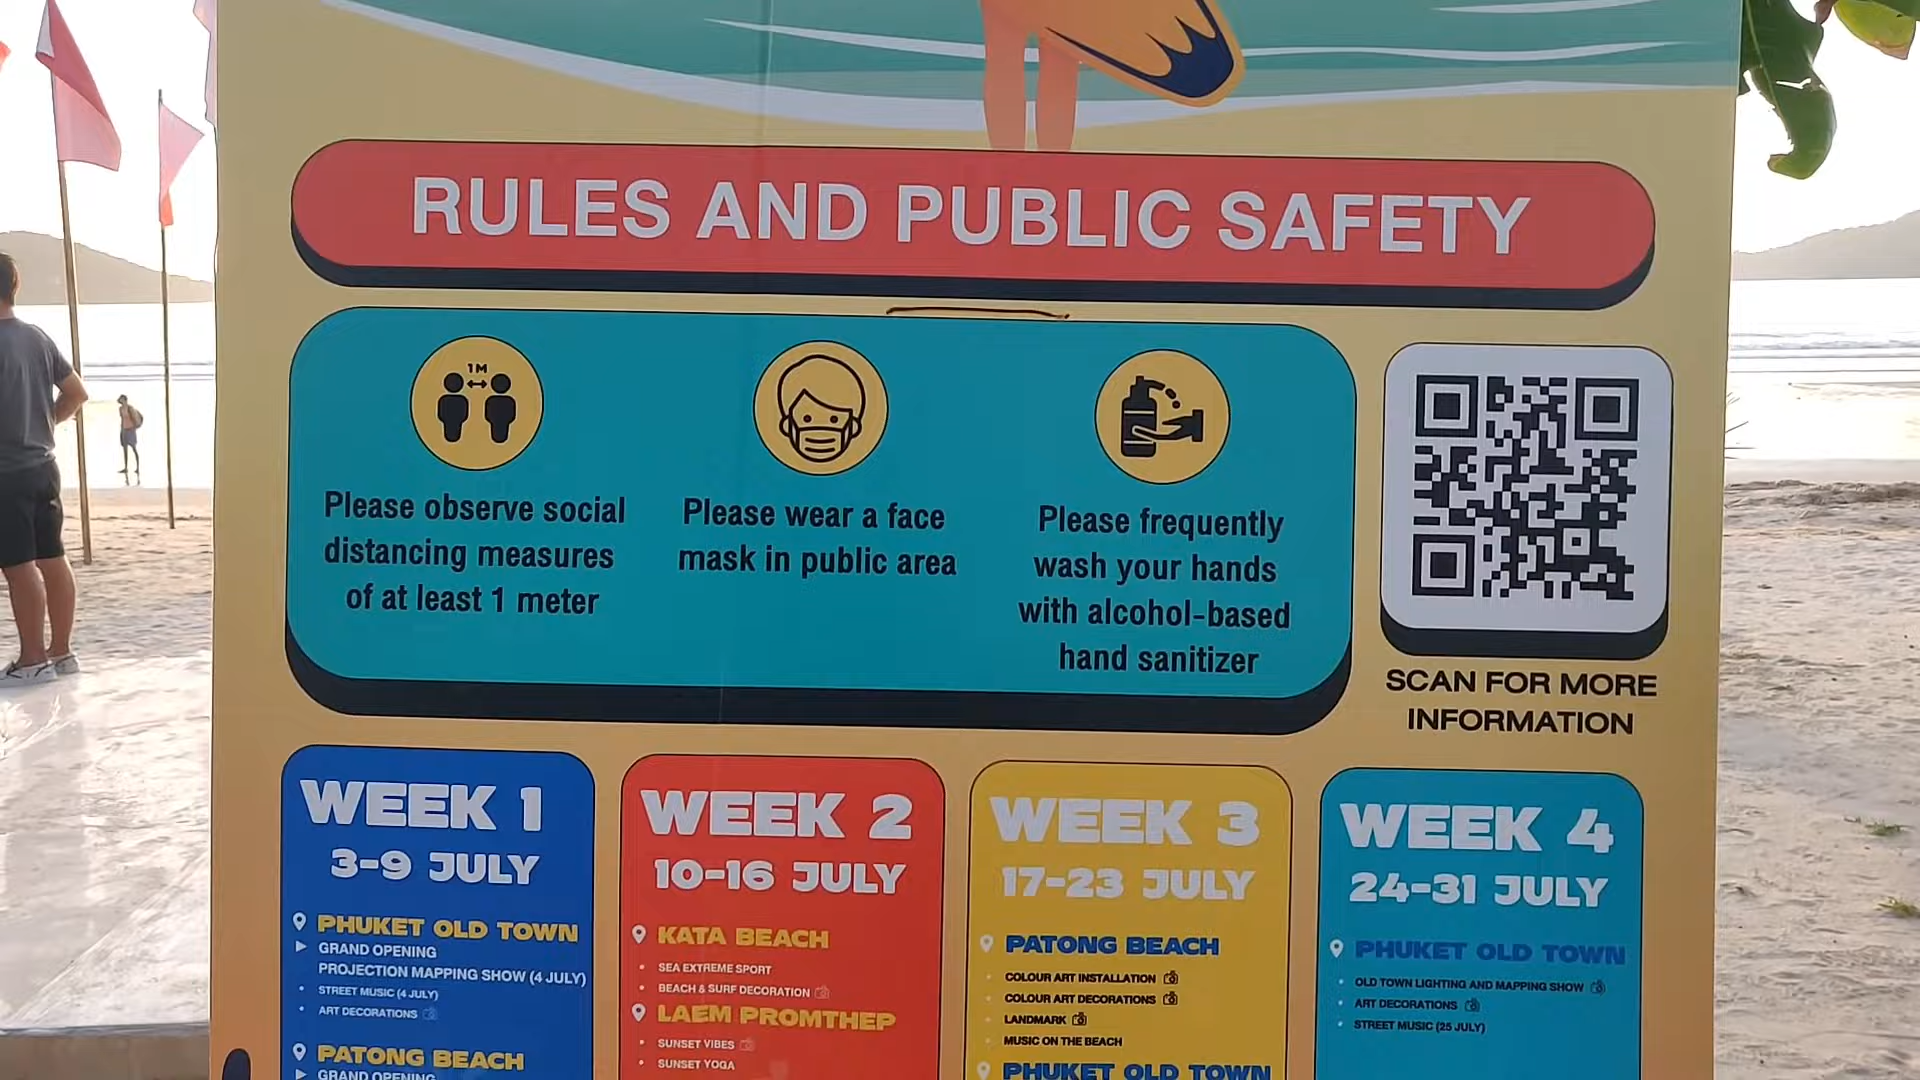 RULES AND PUBLIC SAFETY
1M
Please observe social
distancing measures
of at least 1 meter
Please wear a face
mask in public area
Please frequently
wash your hands
with alcohol-based
hand sanitizer
SCAN FOR MORE
INFORMATION
WEEK 1
3-9 JULY
PHUKET OLD TOWN
GRAND OPENING
PROJECTION MAPPING SHOW (4 JULY)
STREET MUSIC (4 JULY)
ART DECORATIONS
PATONG BEACH
GRAND OPENING
WEEK 2
10-16 JULY
KATA BEACH
SEA EXTREME SPORT
BEACH & SURF DECORATION
LAEM PROMTHEP
SUNSET VIBES
SUNSET YOGA
WEEK 3
17-23 JULY
PATONG BEACH
COLOUR ART INSTALLATION
COLOUR ART DECORATIONS
LANDMARK
MUSIC ON THE BEACH
PHUKET OLD TOWN
WEEK 4
24-31 JULY
PHUKET OLD TOWN
OLD TOWN LIGHTING AND MAPPING SHOW
ART DECORATIONS
STREET MUSIC (25 JULY)